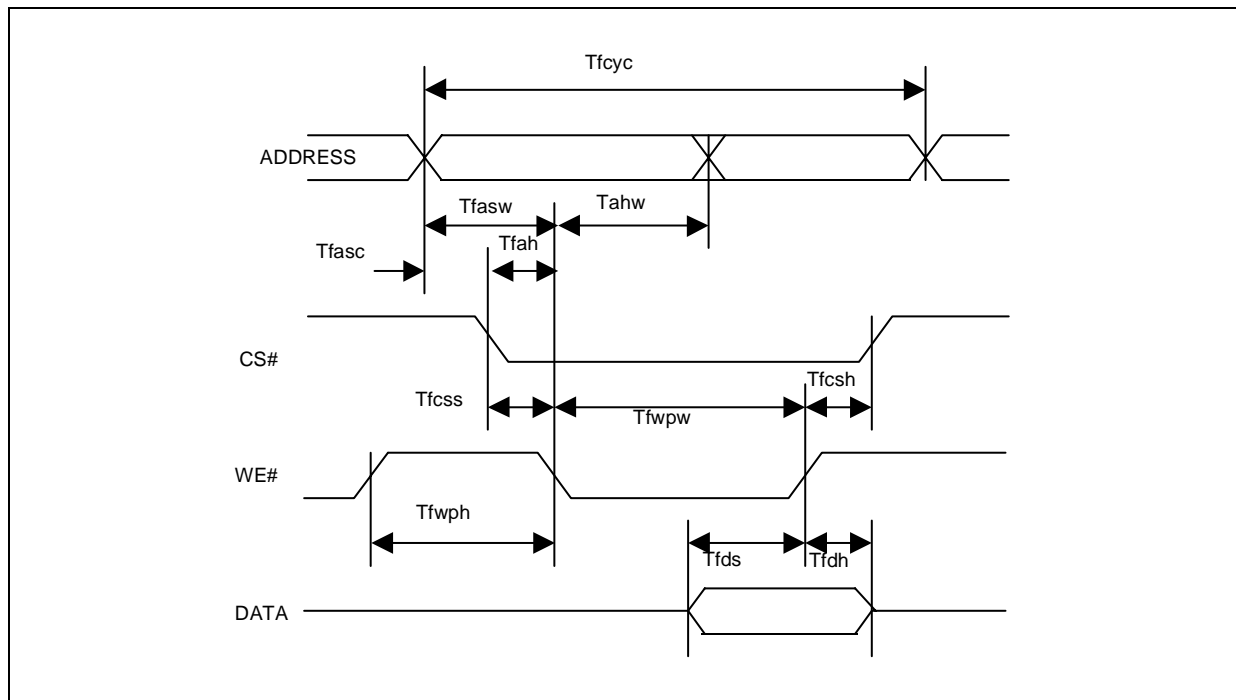 Tfcyc
ADDRESS
Tfasw
Tahw
Tfasc
Tfah
CS#
Tfcsh
Tfcss
Tfwpw
WE#
Tfwph
Tfds
Tfdh
DATA